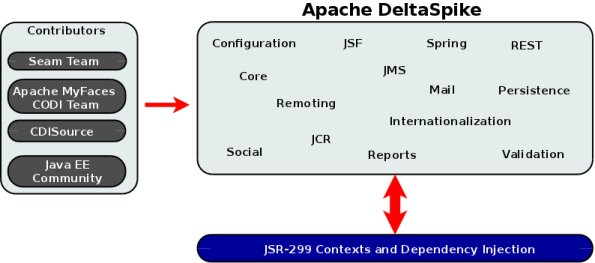 Apache DeltaSpike
Contributors
Seam Team
Apache MyFaces
CODI Team
CDISource
Java EE
Community
Configuration
JSF
Spring
REST
Core
JMS
Mail
Persistence
Remoting
Internationalization
JCR
Social
Reports
Validation
JSR-299 Contexts and Dependency Injection